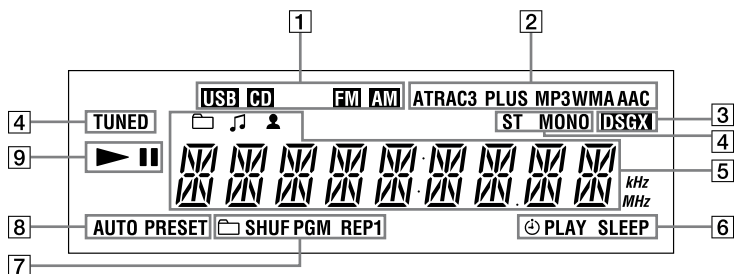 1 2
USB CD FM AM ATRAC3 PLUS MP3 WMA AAC
4 TUNED ST MONO DSGX 3
4
9 5
kHz
MHz
8 AUTO PRESET SHUF PGM REP1 PLAY SLEEP 6
7